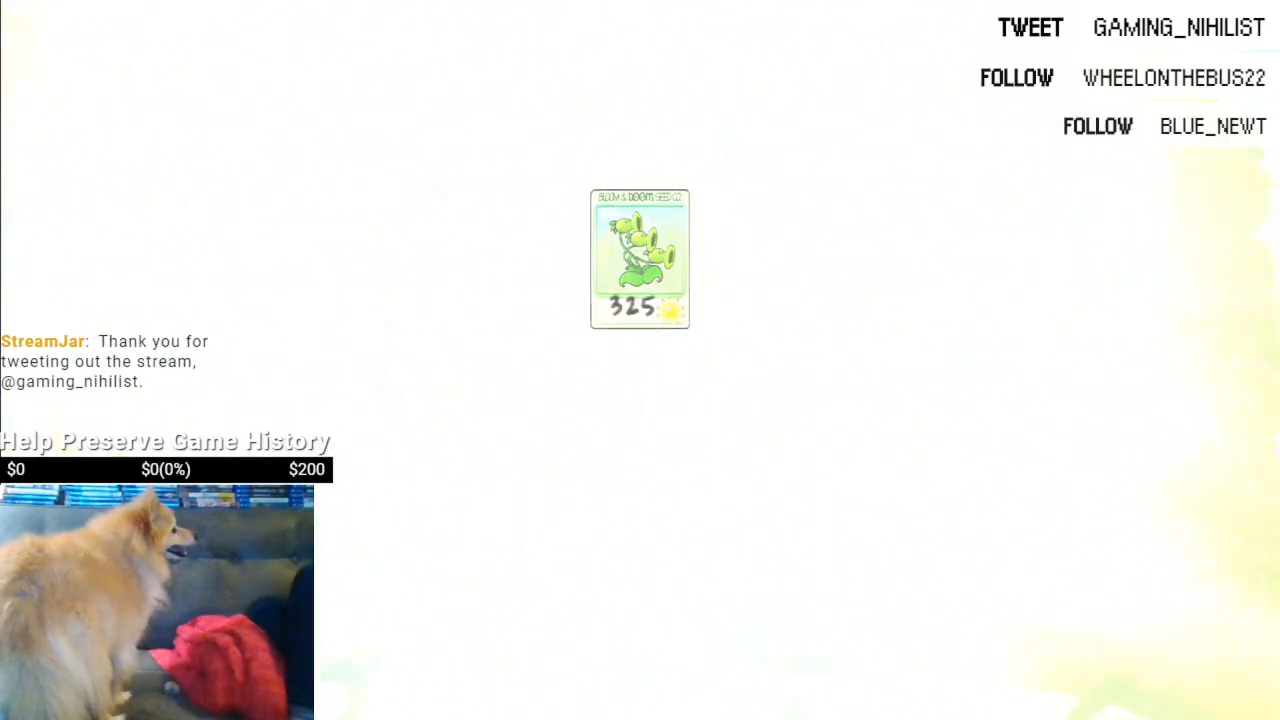 TWEET GAMING_NIHILIST
FOLLOW WHEELONTHEBUS22
FOLLOW BLUE_NEWT
BLOOM & DOOM SEED CO
325
StreamJar: Thank you for
tweeting out the stream,
@gaming_nihilist.
Help Preserve Game History
$0 $0(0%) $200